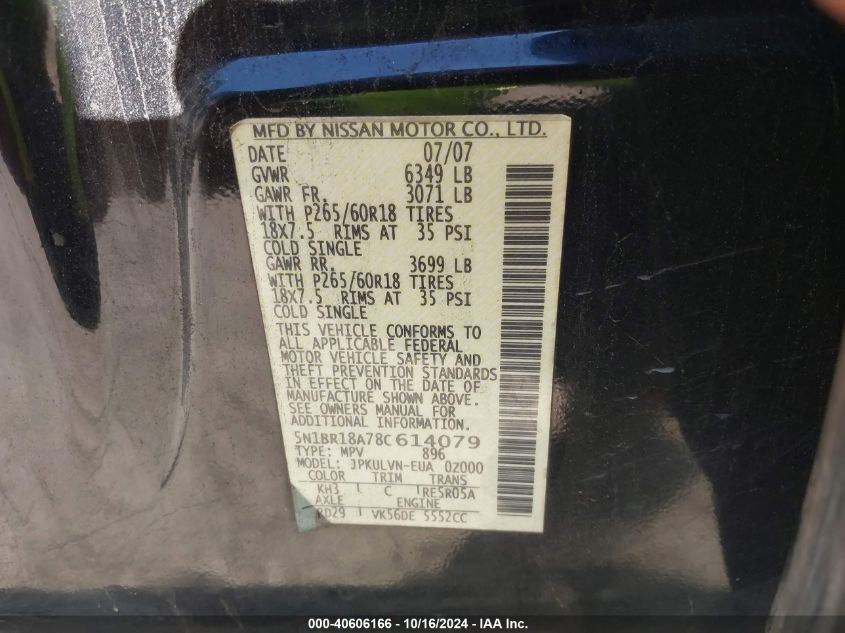 MFD BY NISSAN MOTOR CO., LTD.
DATE 07/07
GVWR 6349 LB
GAWR FR. 3071 LB
WITH P265/60R18 TIRES
18X7.5 RIMS AT 35 PSI
COLD SINGLE
GAWR RR. 3699 LB
WITH P265/60R18 TIRES
18X7.5 RIMS AT 35 PSI
COLD SINGLE
THIS VEHICLE CONFORMS TO
ALL APPLICABLE FEDERAL
MOTOR VEHICLE SAFETY AND
THEFT PREVENTION STANDARDS
IN EFFECT ON THE DATE OF
MANUFACTURE SHOWN ABOVE.
SEE OWNERS MANUAL FOR
ADDITIONAL INFORMATION.
5N1BR18A78C614079
TYPE: MPV 896
MODEL: JPKULVN-EUA 02000
COLOR TRIM TRANS
KH3 C RE5R05A
AXLE ENGINE
RD29 VK56DE 5552CC
000-40606166 - 10/16/2024 - IAA Inc.